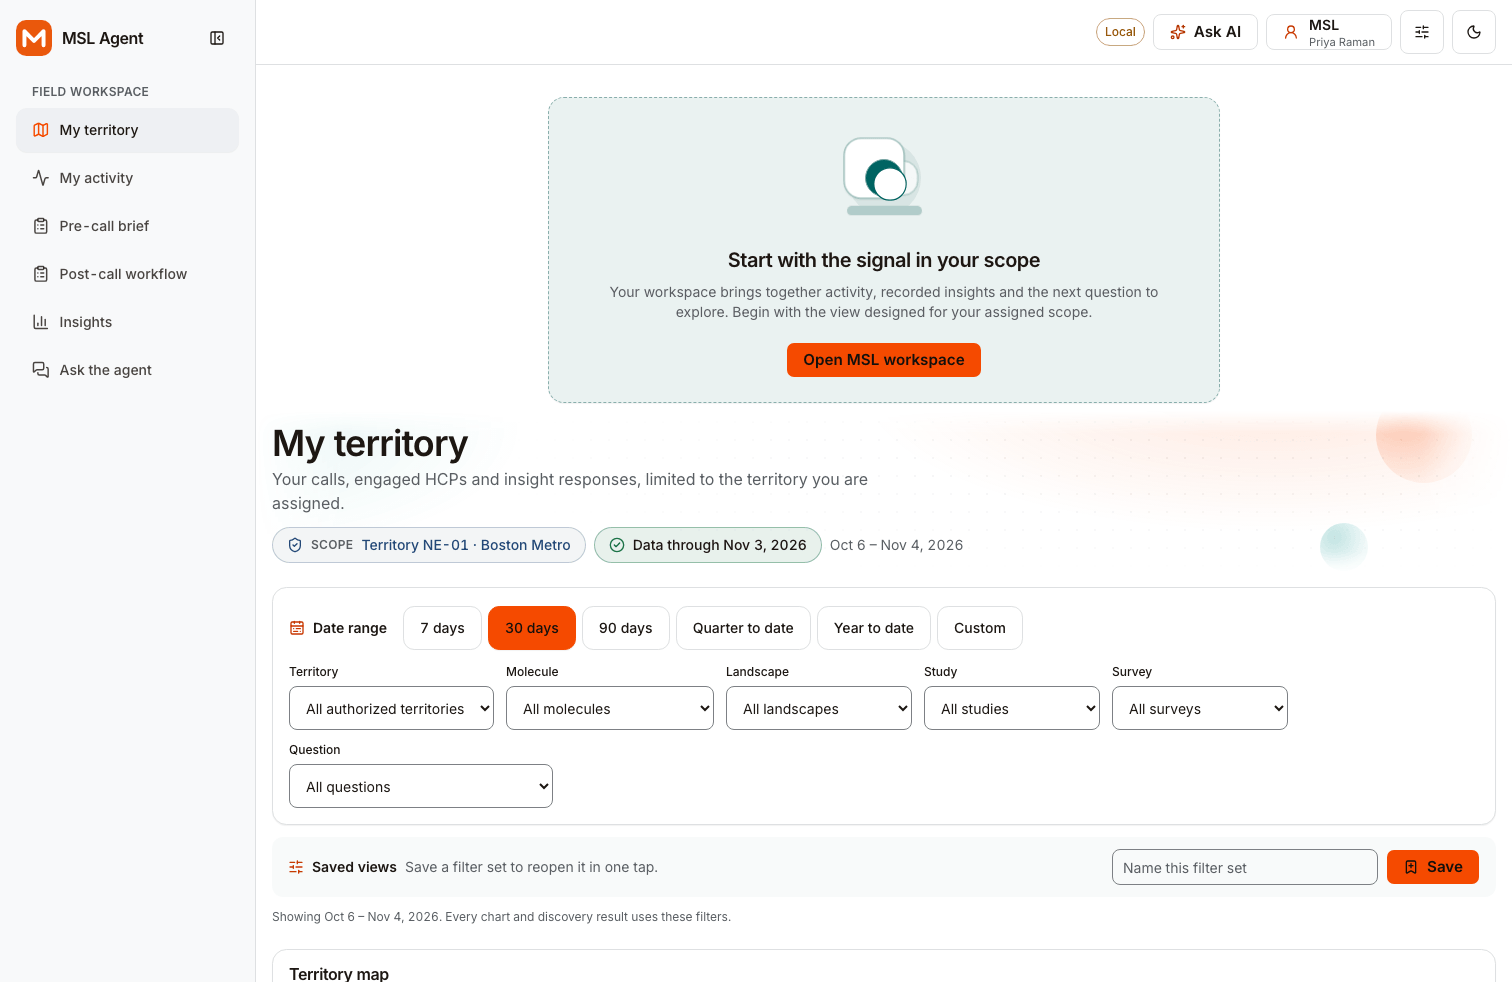 MSL Agent
FIELD WORKSPACE
My territory
My activity
Pre-call brief
Post-call workflow
Insights
Ask the agent
Local
Ask AI
MSL
Priya Raman
Start with the signal in your scope
Your workspace brings together activity, recorded insights and the next question to
explore. Begin with the view designed for your assigned scope.
Open MSL workspace
My territory
Your calls, engaged HCPs and insight responses, limited to the territory you are
assigned.
SCOPE Territory NE-01 · Boston Metro
Data through Nov 3, 2026
Oct 6 – Nov 4, 2026
Date range
7 days
30 days
90 days
Quarter to date
Year to date
Custom
Territory
Molecule
Landscape
Study
Survey
All authorized territories
All molecules
All landscapes
All studies
All surveys
Question
All questions
Saved views Save a filter set to reopen it in one tap.
Name this filter set
Save
Showing Oct 6 – Nov 4, 2026. Every chart and discovery result uses these filters.
Territory map